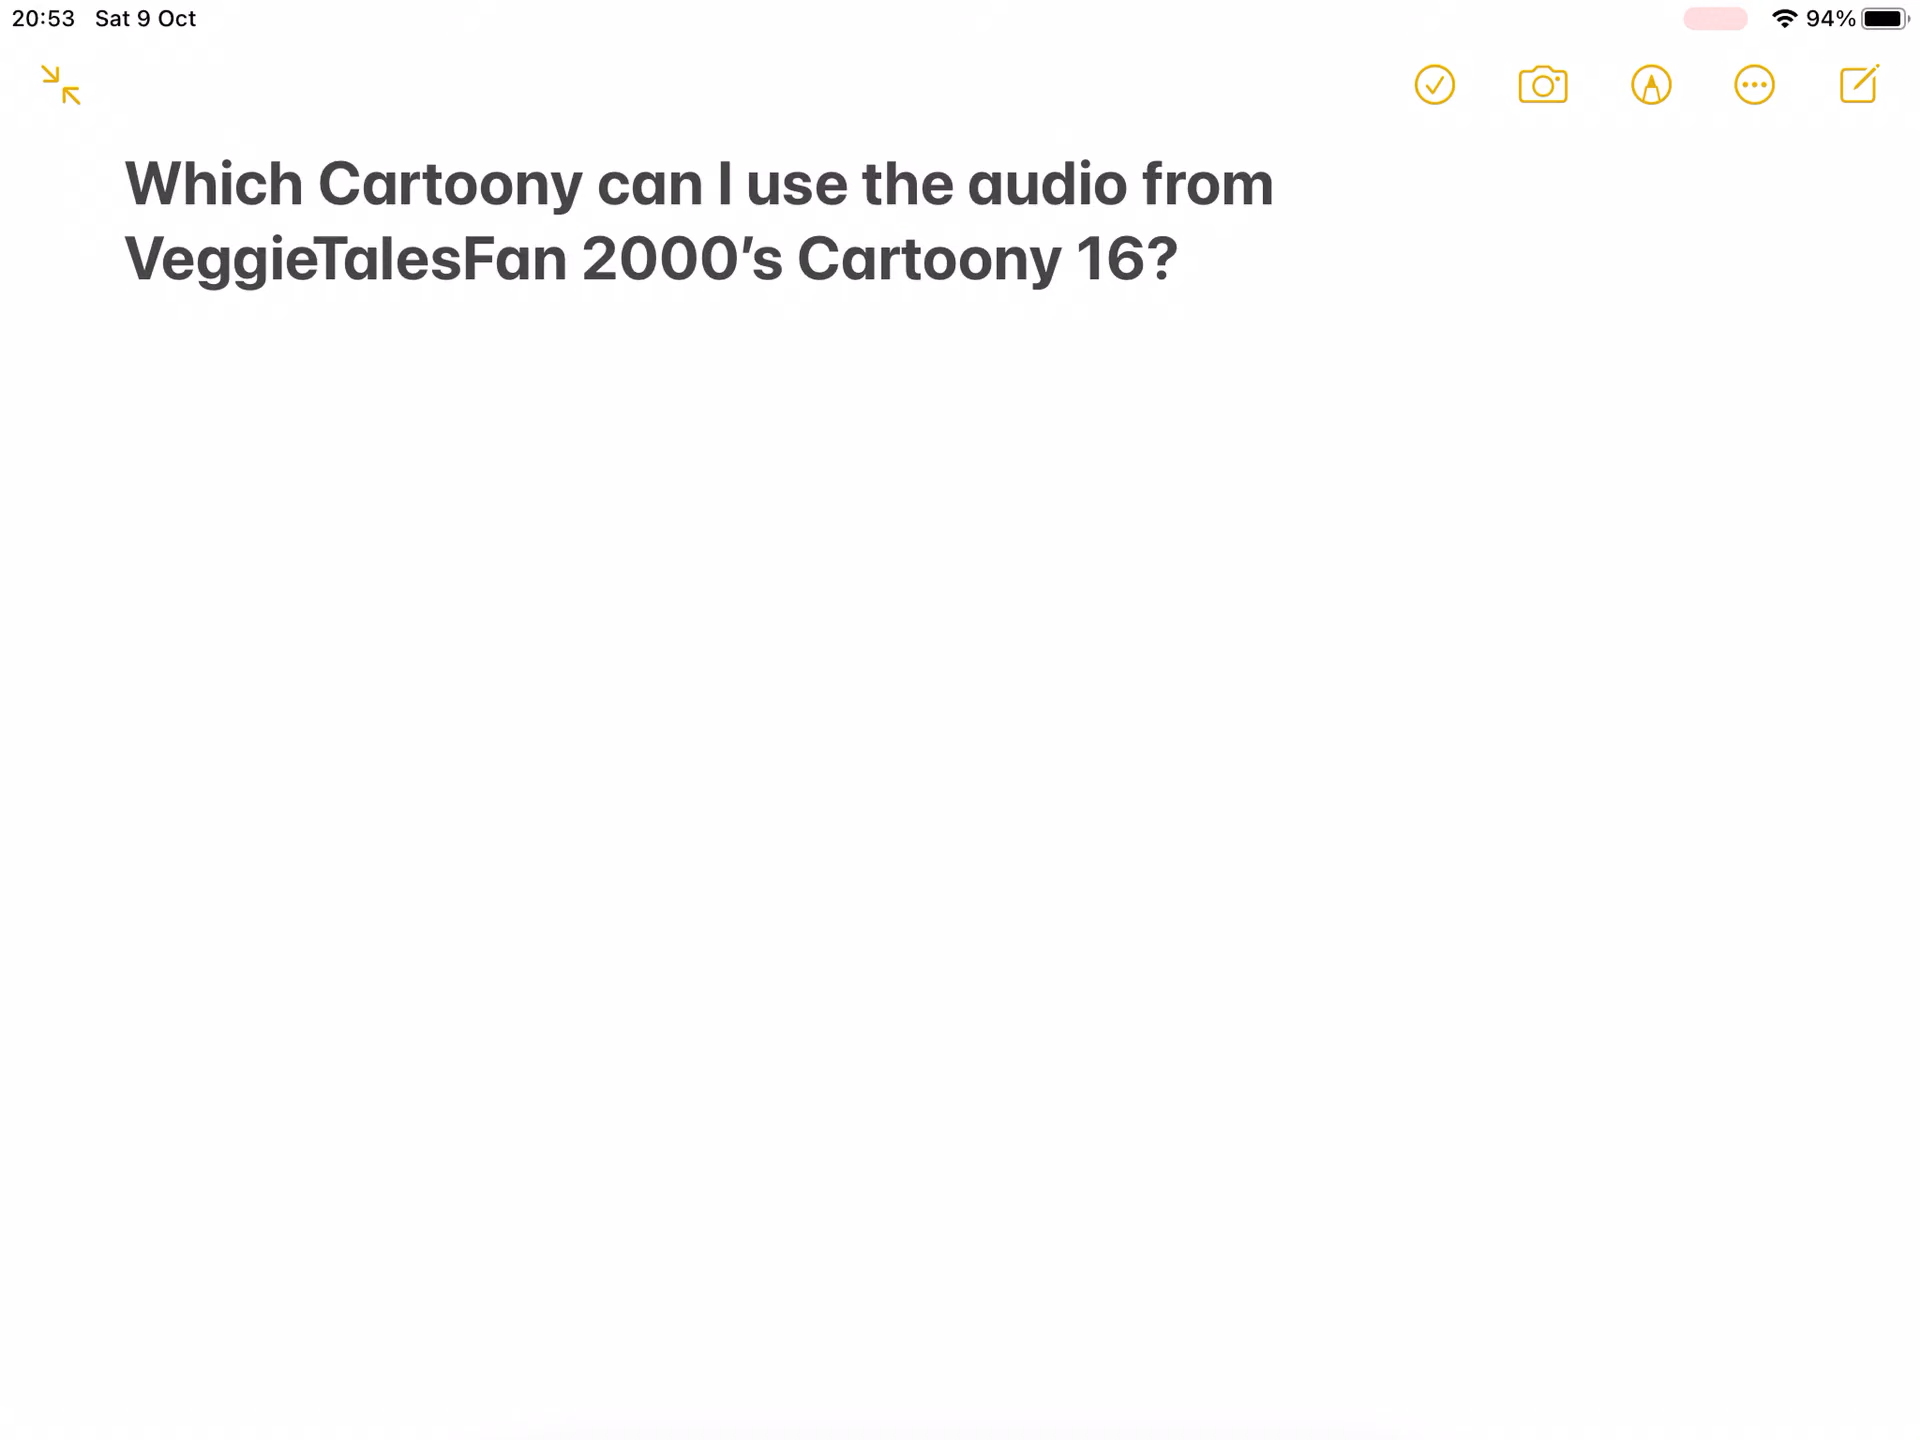 20:53 Sat 9 Oct 94%
Which Cartoony can I use the audio from
VeggieTalesFan 2000’s Cartoony 16?